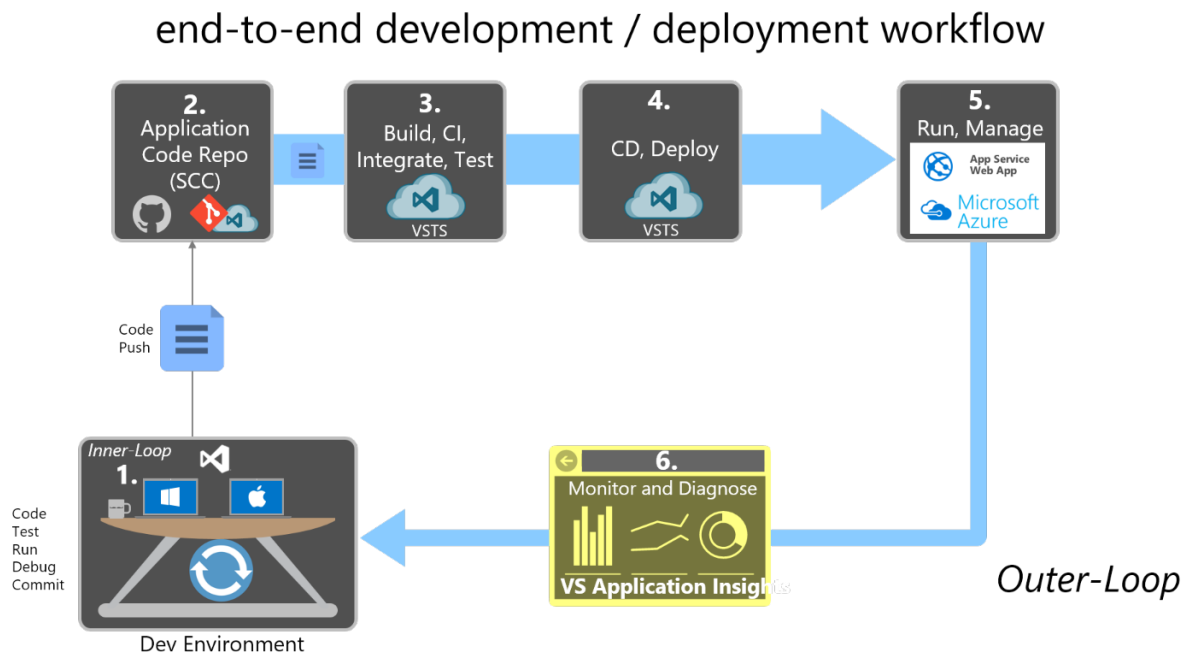 end-to-end development / deployment workflow
2.
Application
Code Repo
(SCC)
3.
Build, CI,
Integrate, Test
VSTS
4.
CD, Deploy
VSTS
5.
Run, Manage
App Service
Web App
Microsoft
Azure
Code
Push
Inner-Loop
1.
Code
Test
Run
Debug
Commit
Dev Environment
6.
Monitor and Diagnose
VS Application Insights
Outer-Loop